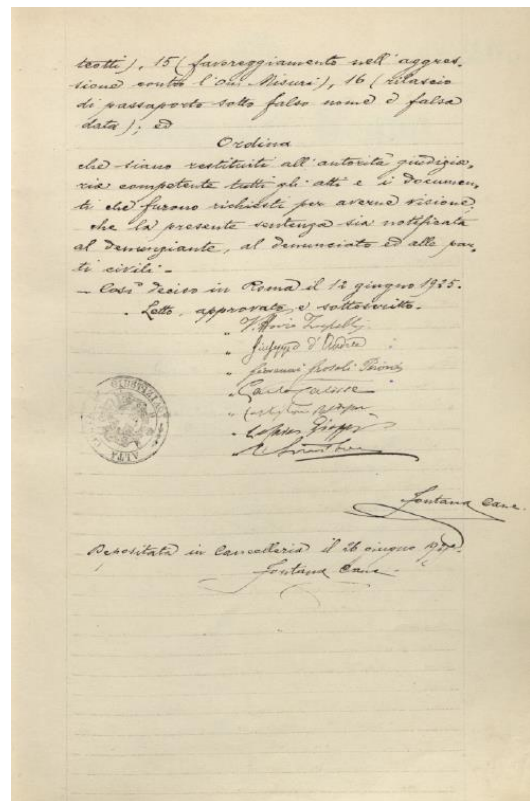 teotti), 15 (favoreggiamento nell' aggres-
sione contro l'On. Misuri), 16 (rilascio
di passaporto sotto falso nome e falsa
data); ed
Ordina
che siano restituiti all'autorità giudizia,
ria competente tutti gli atti e i documen,
ti che furono richiesti per averne visione,
che la presente sentenza sia notificata
al denunziante, al denunciato ed alle par,
ti civili -
- Così deciso in Roma il 12 giugno 1925.
- Letto, approvato e sottoscritto.
" Vittorio
" Giuseppe d'Andrea
" Giovanni
Fontana Canc.
Depositata in Cancelleria il 26 giugno
Fontana Canc.
ALTA